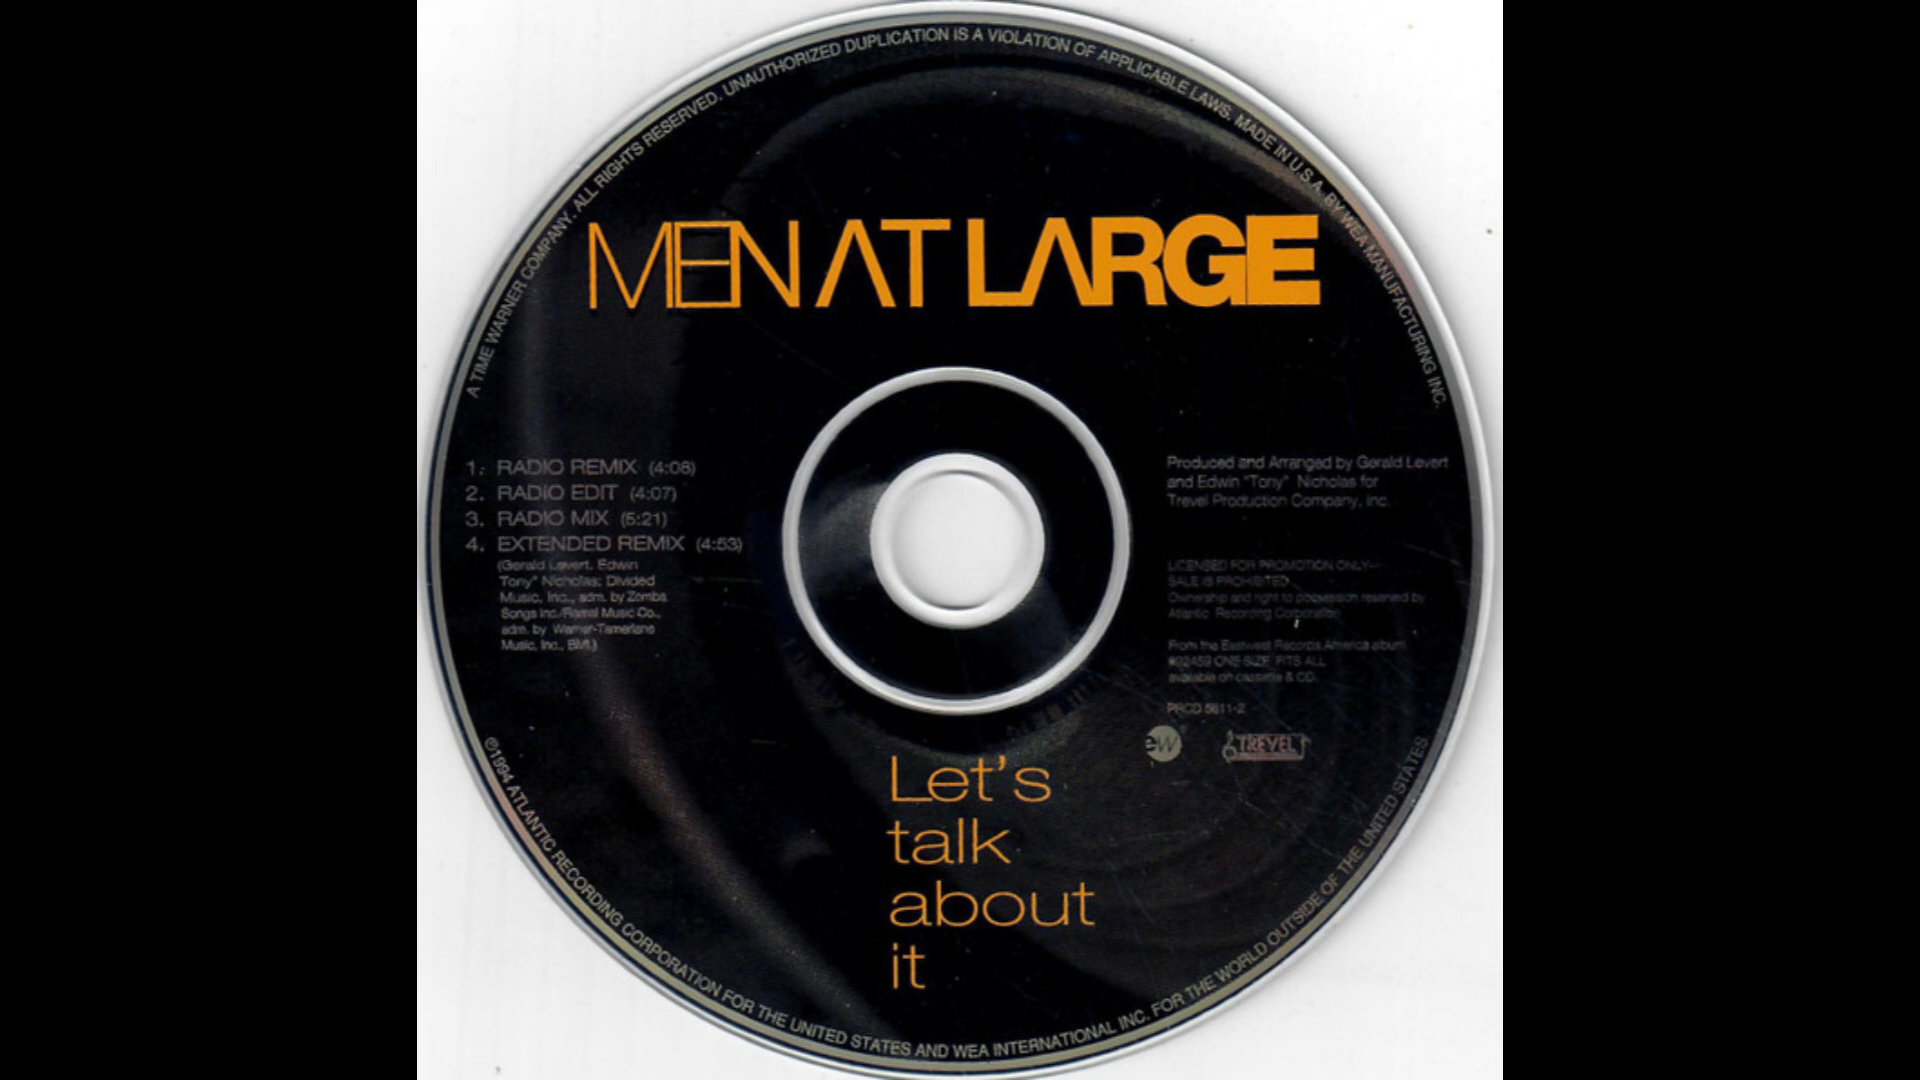 A TIME WARNER COMPANY. ALL RIGHTS RESERVED. UNAUTHORIZED DUPLICATION IS A VIOLATION OF APPLICABLE LAWS. MADE IN U.S.A. BY WEA MANUFACTURING INC.
MEN AT LARGE
1. RADIO REMIX (4:08)
2. RADIO EDIT (4:07)
3. RADIO MIX (5:21)
4. EXTENDED REMIX (4:53)
(Gerald Levert, Edwin
Tony" Nicholas; Divided
Music, Inc., adm. by Zomba
Songs Inc./Ramal Music Co.,
adm. by Warner-Tamerlane
Music, Inc., BMI.)
Produced and Arranged by Gerald Levert
and Edwin "Tony" Nicholas for
Trevel Production Company, Inc.
LICENSED FOR PROMOTION ONLY—
SALE IS PROHIBITED
Ownership and right to possession reserved by
Atlantic Recording Corporation
From the Eastwest Records America album
#92459 ONE SIZE FITS ALL
available on cassette & CD.
PRCD 5811-2
ew TREVEL
Let's
talk
about
it
©1994 ATLANTIC RECORDING CORPORATION FOR THE UNITED STATES AND WEA INTERNATIONAL INC. FOR THE WORLD OUTSIDE OF THE UNITED STATES